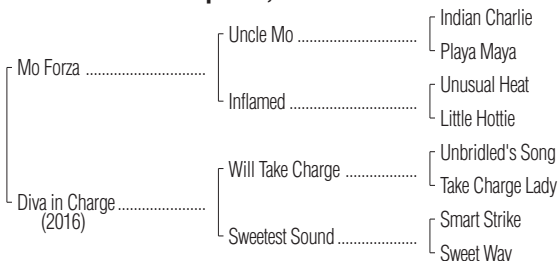 Indian Charlie
Uncle Mo ..............................
Playa Maya
Mo Forza ..............................
Unusual Heat
Inflamed ..............................
Little Hottie
Unbridled's Song
Will Take Charge ....................
Take Charge Lady
Diva in Charge ......................
(2016)
Smart Strike
Sweetest Sound ....................
Sweet Way